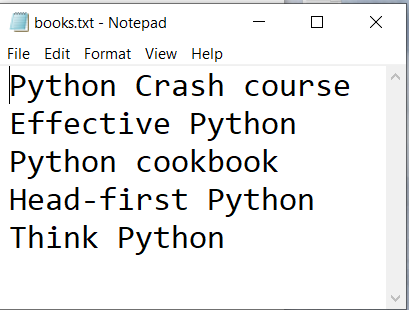 books.txt - Notepad
File Edit Format View Help
Python Crash course
Effective Python
Python cookbook
Head-first Python
Think Python